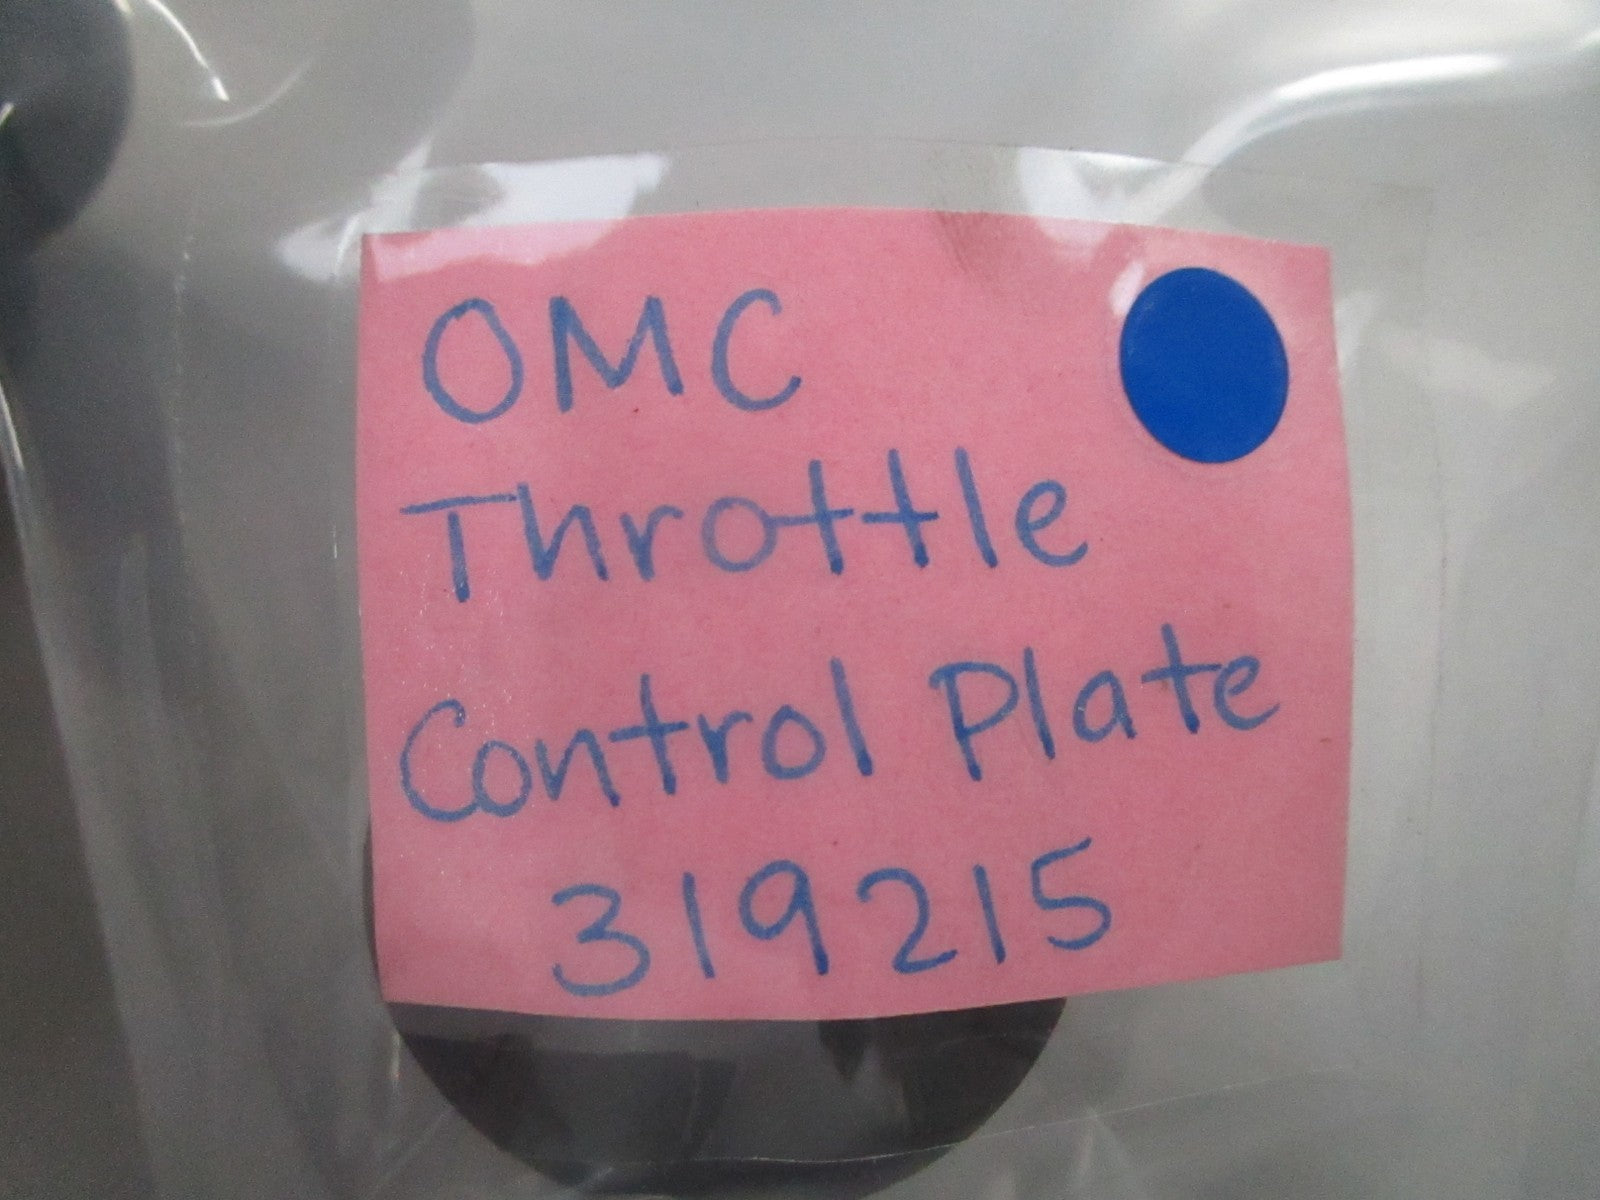 OMC
Throttle
Control Plate
319215